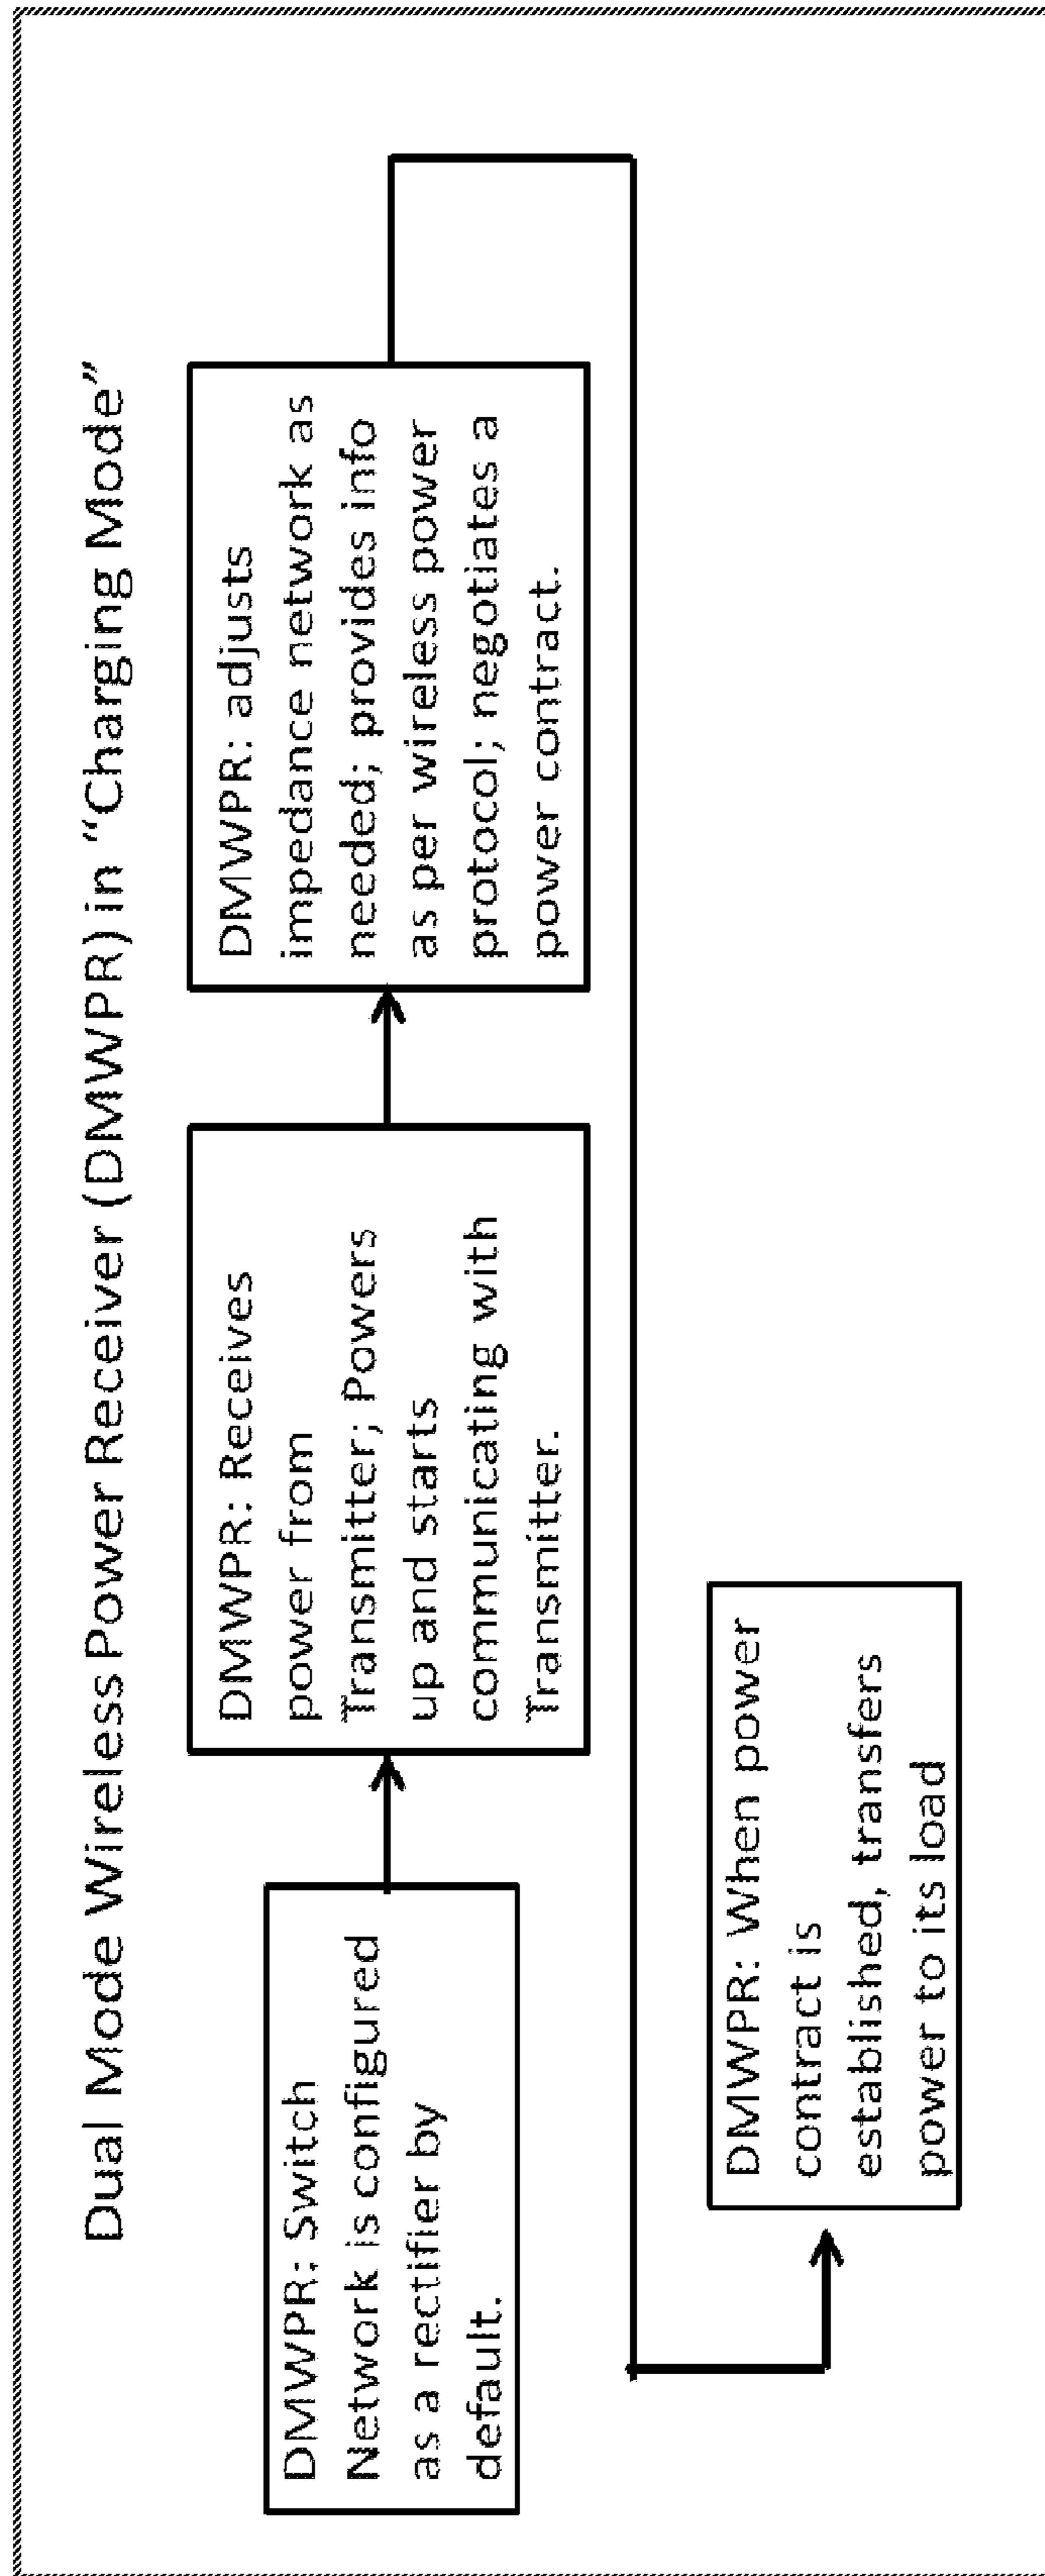 Dual Mode Wireless Power Receiver (DMWPR) in “Charging Mode”
DMWPR: Switch
Network is configured
as a rectifier by
default.
DMWPR: Receives
power from
Transmitter; Powers
up and starts
communicating with
Transmitter.
DMWPR: adjusts
impedance network as
needed; provides info
as per wireless power
protocol; negotiates a
power contract.
DMWPR: When power
contract is
established, transfers
power to its load